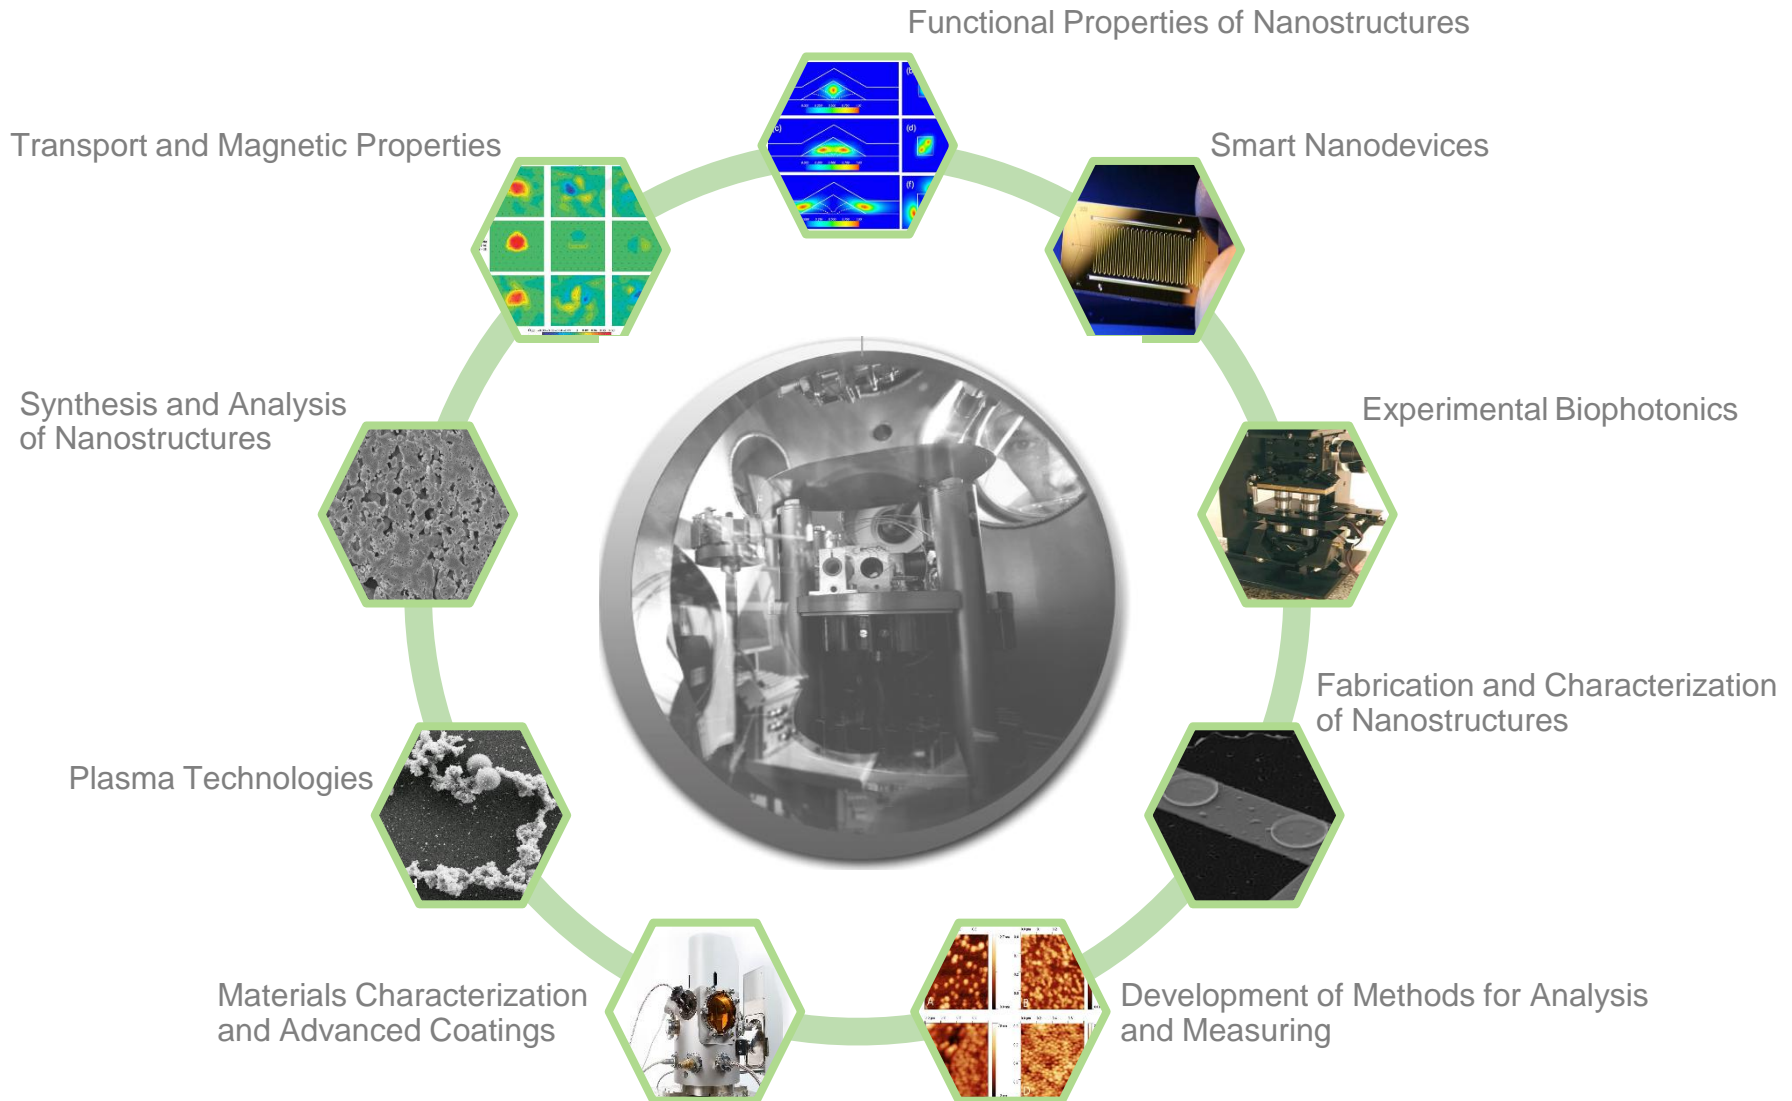 Functional Properties of Nanostructures
Transport and Magnetic Properties
Smart Nanodevices
Synthesis and Analysis
of Nanostructures
Experimental Biophotonics
Fabrication and Characterization
of Nanostructures
Plasma Technologies
Materials Characterization
and Advanced Coatings
Development of Methods for Analysis
and Measuring
(c)
(d)
(f)
A
B
D